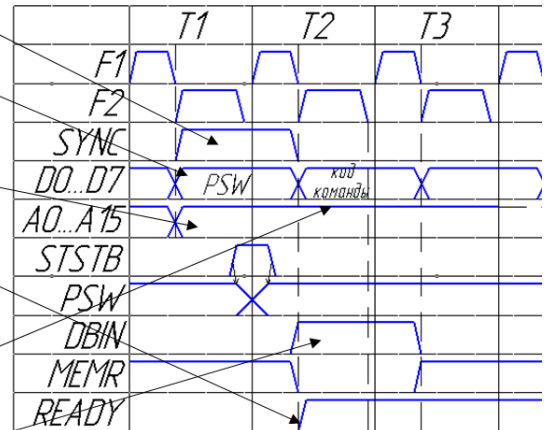 T1 T2 T3
F1
F2
SYNC
D0...D7 PSW код
команды
A0...A15
STSTB
PSW
DBIN
MEMR
READY